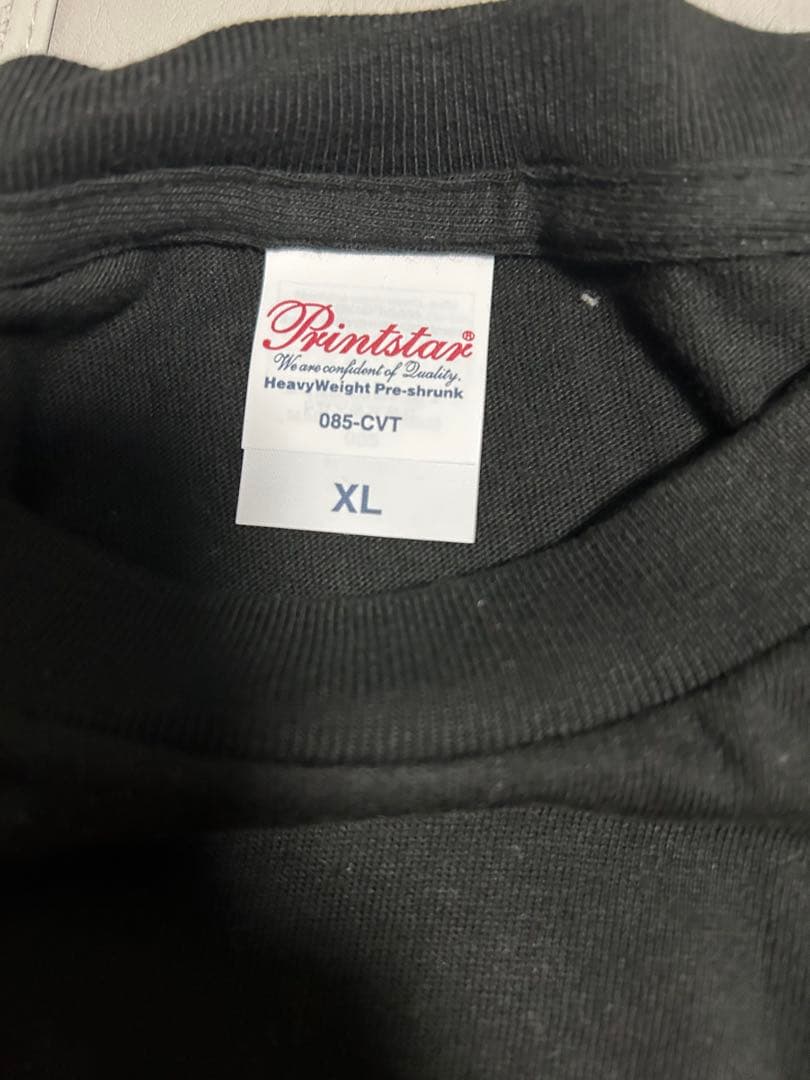 Printstar®
We are confident of Quality.
HeavyWeight Pre-shrunk
085-CVT
XL